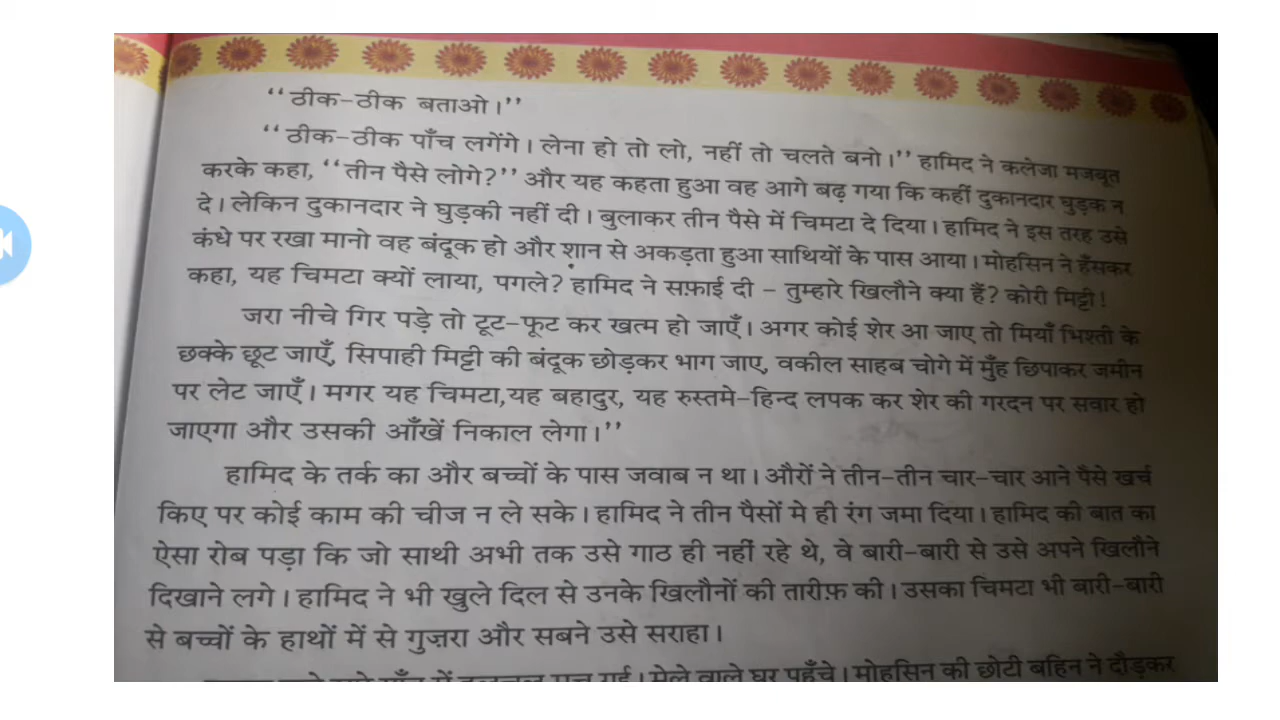 ‘‘ठीक-ठीक बताओ।’’
‘‘ठीक-ठीक पाँच लगेंगे। लेना हो तो लो, नहीं तो चलते बनो।’’ हामिद ने कलेजा मजबूत
करके कहा, ‘‘तीन पैसे लोगे?’’ और यह कहता हुआ वह आगे बढ़ गया कि कहीं दुकानदार घुड़क न
दे। लेकिन दुकानदार ने घुड़की नहीं दी। बुलाकर तीन पैसे में चिमटा दे दिया। हामिद ने इस तरह उसे
कंधे पर रखा मानो वह बंदूक हो और शान से अकड़ता हुआ साथियों के पास आया। मोहसिन ने हँसकर
कहा, यह चिमटा क्यों लाया, पगले? हामिद ने सफ़ाई दी - तुम्हारे खिलौने क्या हैं? कोरी मिट्टी!
जरा नीचे गिर पड़े तो टूट-फूट कर खत्म हो जाएँ। अगर कोई शेर आ जाए तो मियाँ भिश्ती के
छक्के छूट जाएँ, सिपाही मिट्टी की बंदूक छोड़कर भाग जाए, वकील साहब चोगे में मुँह छिपाकर जमीन
पर लेट जाएँ। मगर यह चिमटा,यह बहादुर, यह रुस्तमे-हिन्द लपक कर शेर की गरदन पर सवार हो
जाएगा और उसकी आँखें निकाल लेगा।’’
हामिद के तर्क का और बच्चों के पास जवाब न था। औरों ने तीन-तीन चार-चार आने पैसे खर्च
किए पर कोई काम की चीज न ले सके। हामिद ने तीन पैसों मे ही रंग जमा दिया। हामिद की बात का
ऐसा रोब पड़ा कि जो साथी अभी तक उसे गाठ ही नहीं रहे थे, वे बारी-बारी से उसे अपने खिलौने
दिखाने लगे। हामिद ने भी खुले दिल से उनके खिलौनों की तारीफ़ की। उसका चिमटा भी बारी-बारी
से बच्चों के हाथों में से गुज़रा और सबने उसे सराहा।
गई। मेले वाले घर पहुँचे। मोहसिन की छोटी बहिन ने दौड़कर